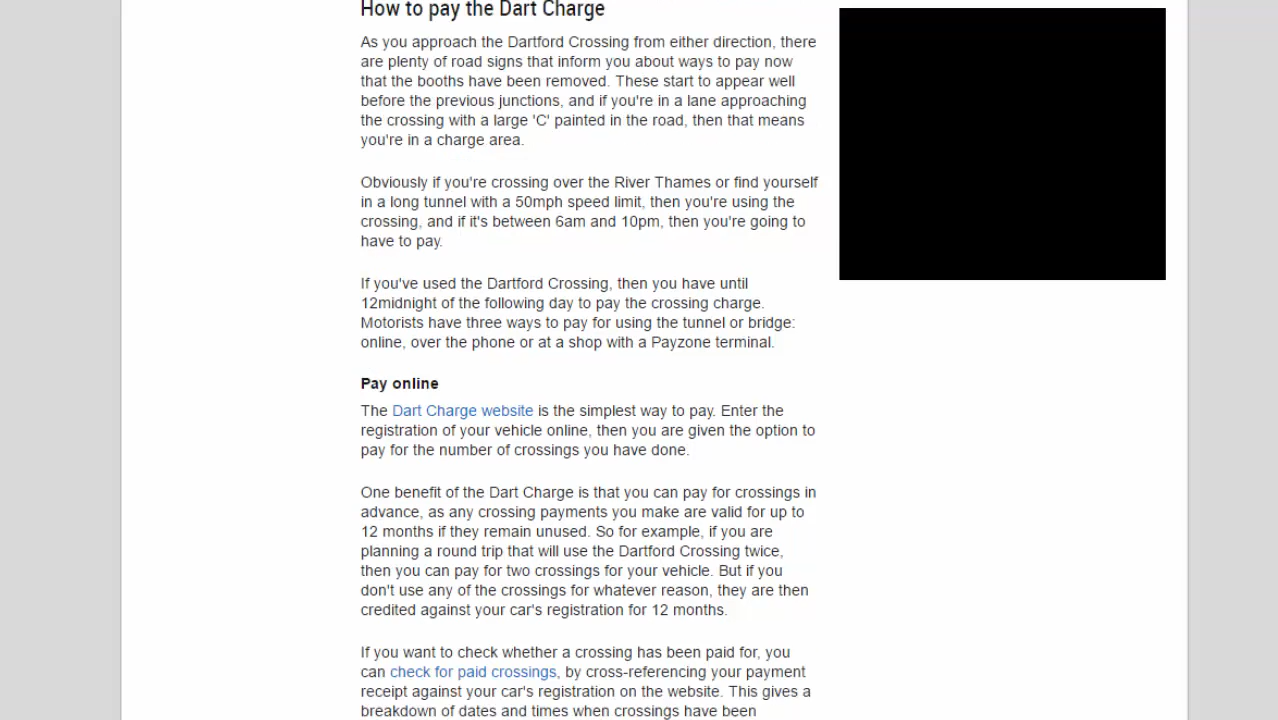 How to pay the Dart Charge
As you approach the Dartford Crossing from either direction, there
are plenty of road signs that inform you about ways to pay now
that the booths have been removed. These start to appear well
before the previous junctions, and if you're in a lane approaching
the crossing with a large 'C' painted in the road, then that means
you're in a charge area.
Obviously if you're crossing over the River Thames or find yourself
in a long tunnel with a 50mph speed limit, then you're using the
crossing, and if it's between 6am and 10pm, then you're going to
have to pay.
If you've used the Dartford Crossing, then you have until
12midnight of the following day to pay the crossing charge.
Motorists have three ways to pay for using the tunnel or bridge:
online, over the phone or at a shop with a Payzone terminal.
Pay online
The Dart Charge website is the simplest way to pay. Enter the
registration of your vehicle online, then you are given the option to
pay for the number of crossings you have done.
One benefit of the Dart Charge is that you can pay for crossings in
advance, as any crossing payments you make are valid for up to
12 months if they remain unused. So for example, if you are
planning a round trip that will use the Dartford Crossing twice,
then you can pay for two crossings for your vehicle. But if you
don't use any of the crossings for whatever reason, they are then
credited against your car's registration for 12 months.
If you want to check whether a crossing has been paid for, you
can check for paid crossings, by cross-referencing your payment
receipt against your car's registration on the website. This gives a
breakdown of dates and times when crossings have been